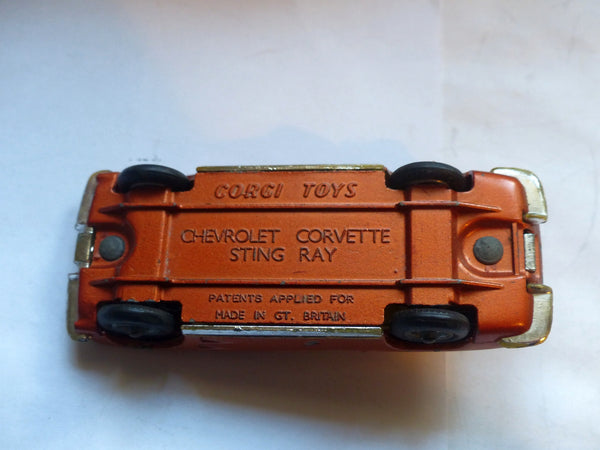 CORGI TOYS
CHEVROLET CORVETTE
STING RAY
PATENTS APPLIED FOR
MADE IN GT. BRITAIN